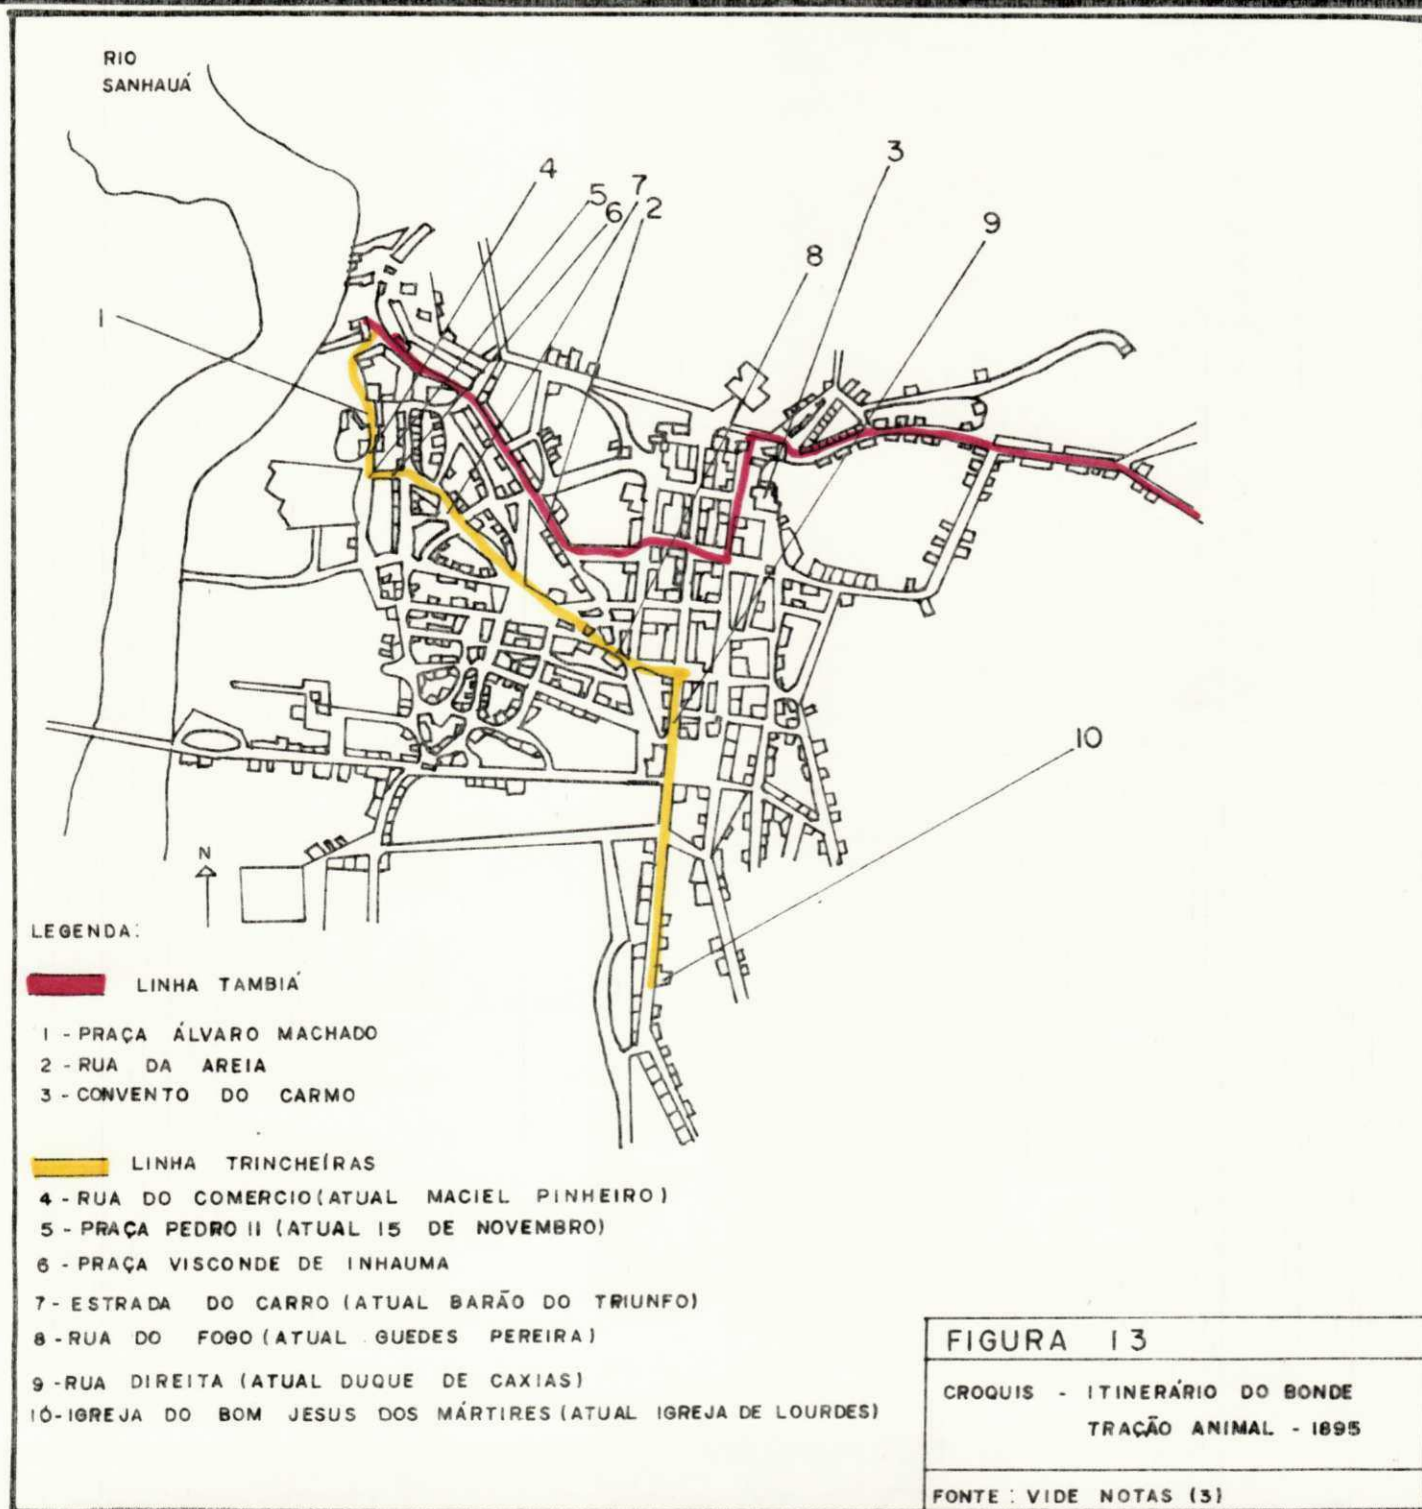 RIO
SANHAUÁ
4
3
5
7
6
2
9
8
1
10
N
LEGENDA:
LINHA TAMBIÁ
1 - PRAÇA ÁLVARO MACHADO
2 - RUA DA AREIA
3 - CONVENTO DO CARMO
LINHA TRINCHEÍRAS
4 - RUA DO COMERCIO (ATUAL MACIEL PINHEIRO)
5 - PRAÇA PEDRO II (ATUAL 15 DE NOVEMBRO)
6 - PRAÇA VISCONDE DE INHAUMA
7 - ESTRADA DO CARRO (ATUAL BARÃO DO TRIUNFO)
8 - RUA DO FOGO (ATUAL GUEDES PEREIRA)
9 - RUA DIREITA (ATUAL DUQUE DE CAXIAS)
10 - IGREJA DO BOM JESUS DOS MÁRTIRES (ATUAL IGREJA DE LOURDES)
FIGURA 13
CROQUIS - ITINERÁRIO DO BONDE
TRAÇÃO ANIMAL - 1895
FONTE : VIDE NOTAS (3)